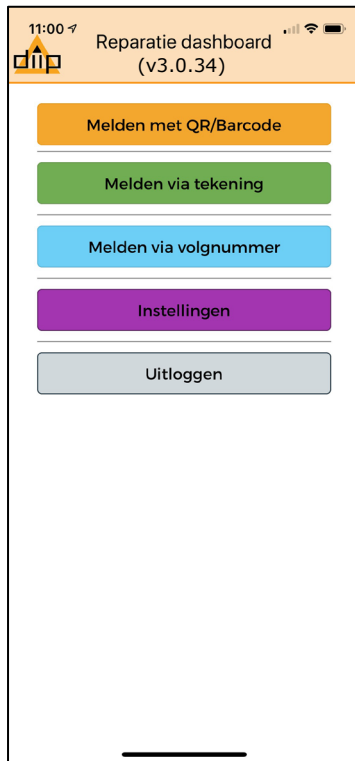 11:00
diip
Reparatie dashboard
(v3.0.34)
Melden met QR/Barcode
Melden via tekening
Melden via volgnummer
Instellingen
Uitloggen